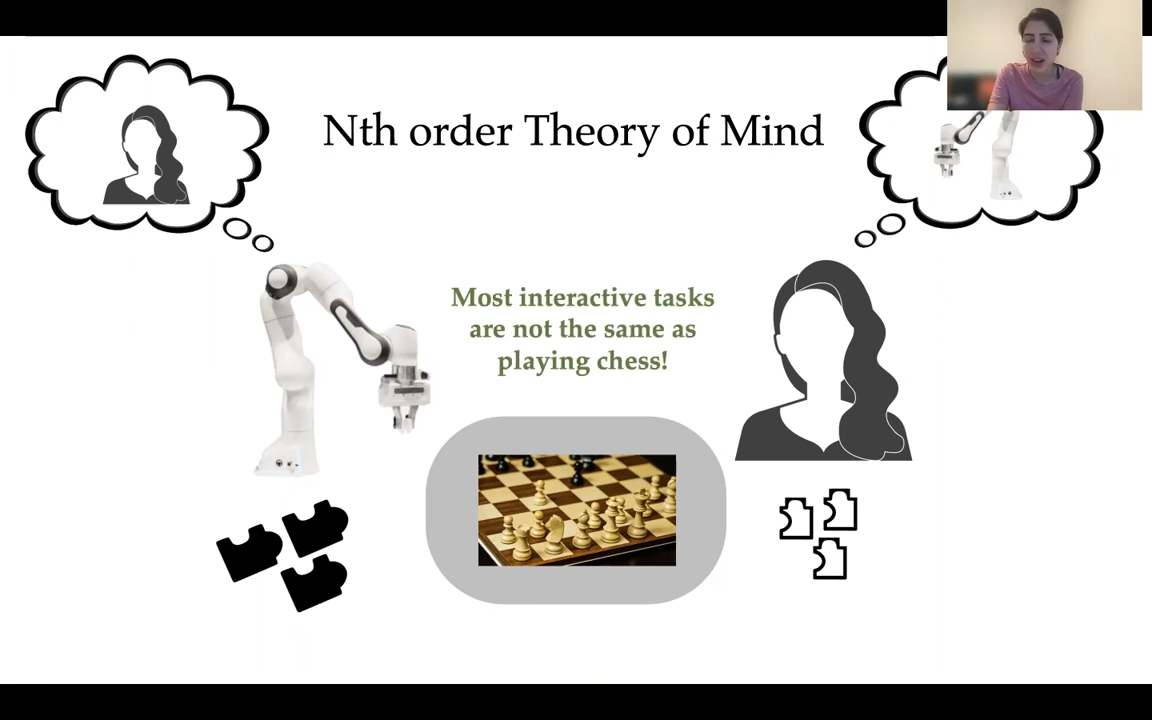 Nth order Theory of Mind
Most interactive tasks
are not the same as
playing chess!